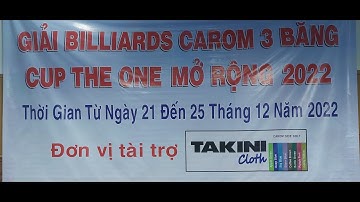 GIẢI BILLIARDS CAROM 3 BĂNG
CUP THE ONE MỞ RỘNG 2022
Thời Gian Từ Ngày 21 Đến 25 Tháng 12 Năm 2022
Đơn vị tài trợ
TAKINI
Cloth